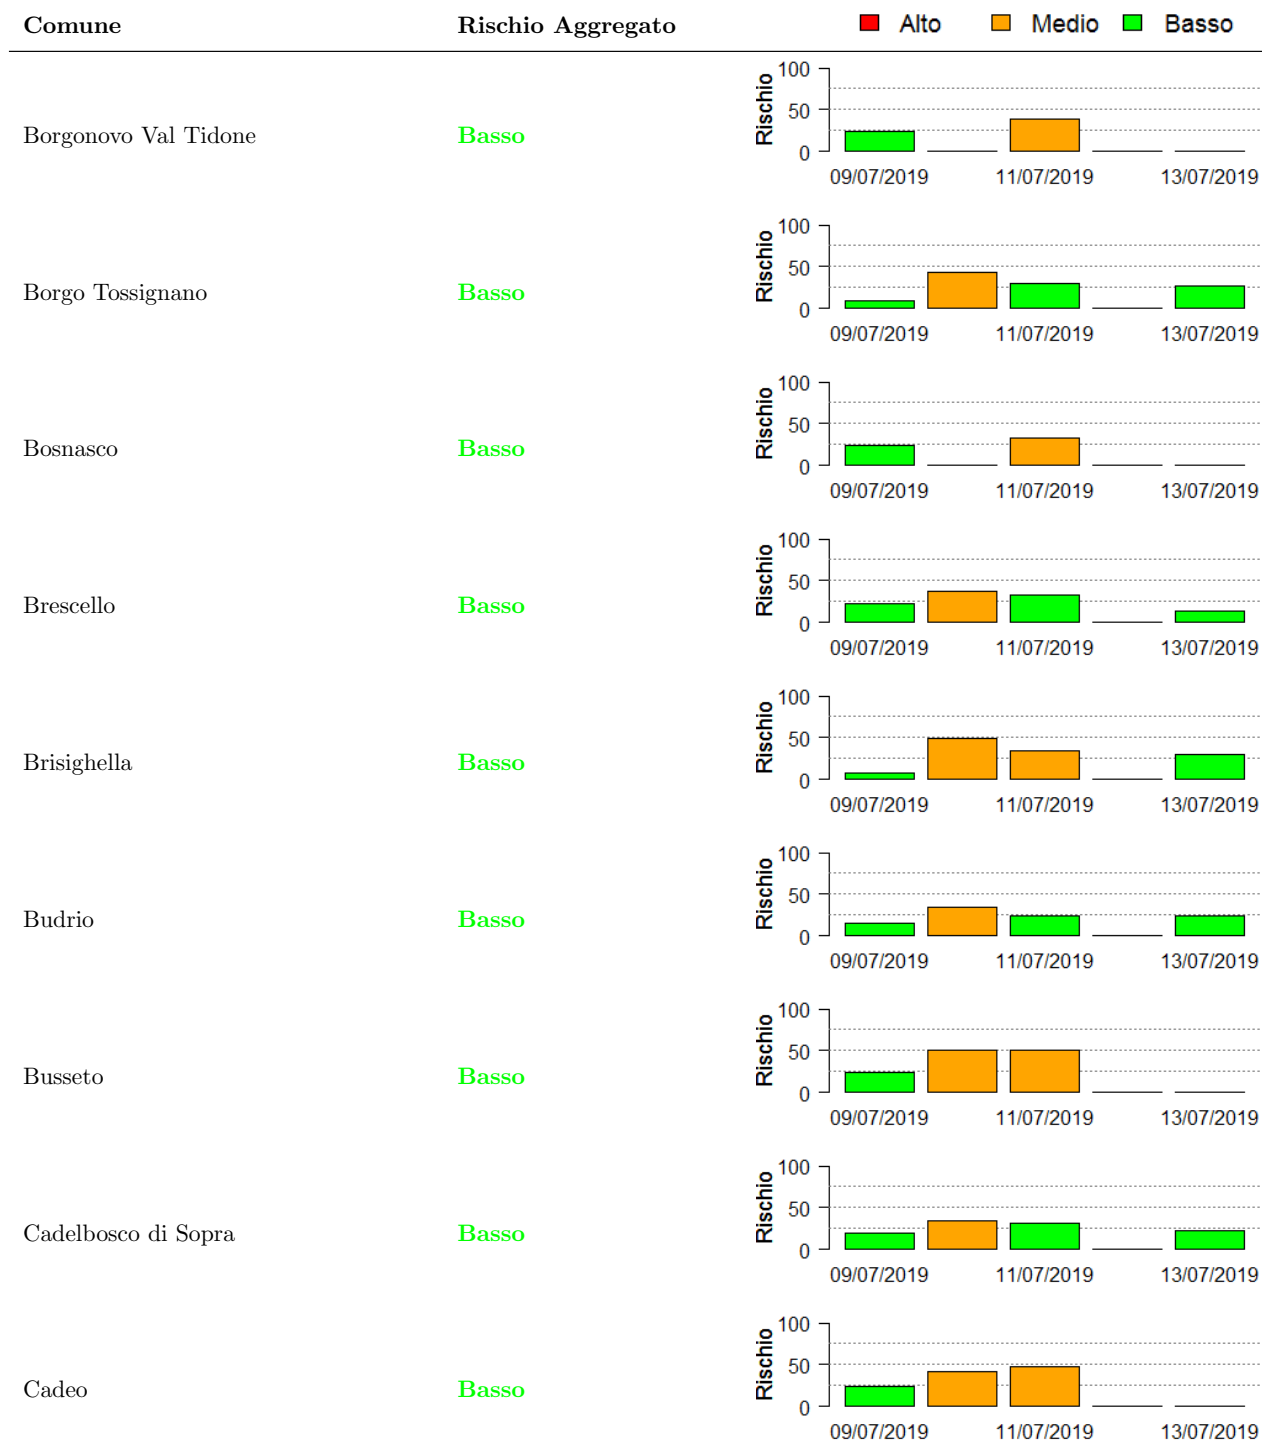 Comune Rischio Aggregato Alto Medio Basso
100
50
0
Rischio
Borgonovo Val Tidone Basso
09/07/2019 11/07/2019 13/07/2019
100
50
0
Rischio
Borgo Tossignano Basso
09/07/2019 11/07/2019 13/07/2019
100
50
0
Rischio
Bosnasco Basso
09/07/2019 11/07/2019 13/07/2019
100
50
0
Rischio
Brescello Basso
09/07/2019 11/07/2019 13/07/2019
100
50
0
Rischio
Brisighella Basso
09/07/2019 11/07/2019 13/07/2019
100
50
0
Rischio
Budrio Basso
09/07/2019 11/07/2019 13/07/2019
100
50
0
Rischio
Busseto Basso
09/07/2019 11/07/2019 13/07/2019
100
50
0
Rischio
Cadelbosco di Sopra Basso
09/07/2019 11/07/2019 13/07/2019
100
50
0
Rischio
Cadeo Basso
09/07/2019 11/07/2019 13/07/2019